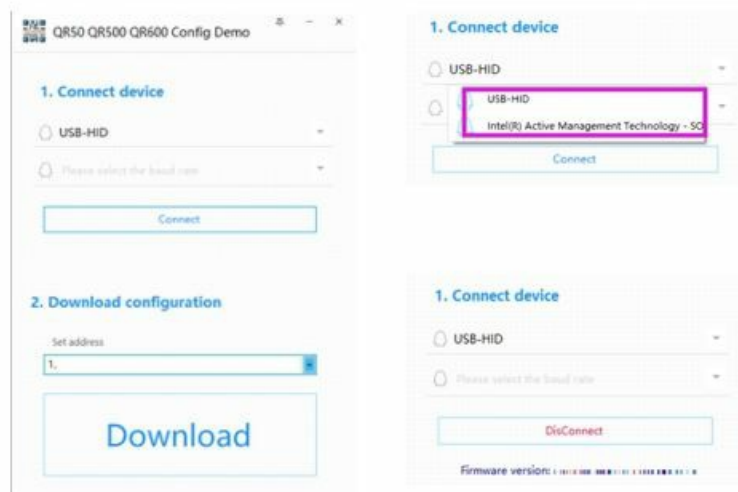 QR50 QR500 QR600 Config Demo
1. Connect device
USB-HID
Please select the baud rate
Connect
2. Download configuration
Set address
1,
Download
1. Connect device
USB-HID
USB-HID
Intel(R) Active Management Technology - SO
Connect
1. Connect device
USB-HID
Please select the baud rate
DisConnect
Firmware version: